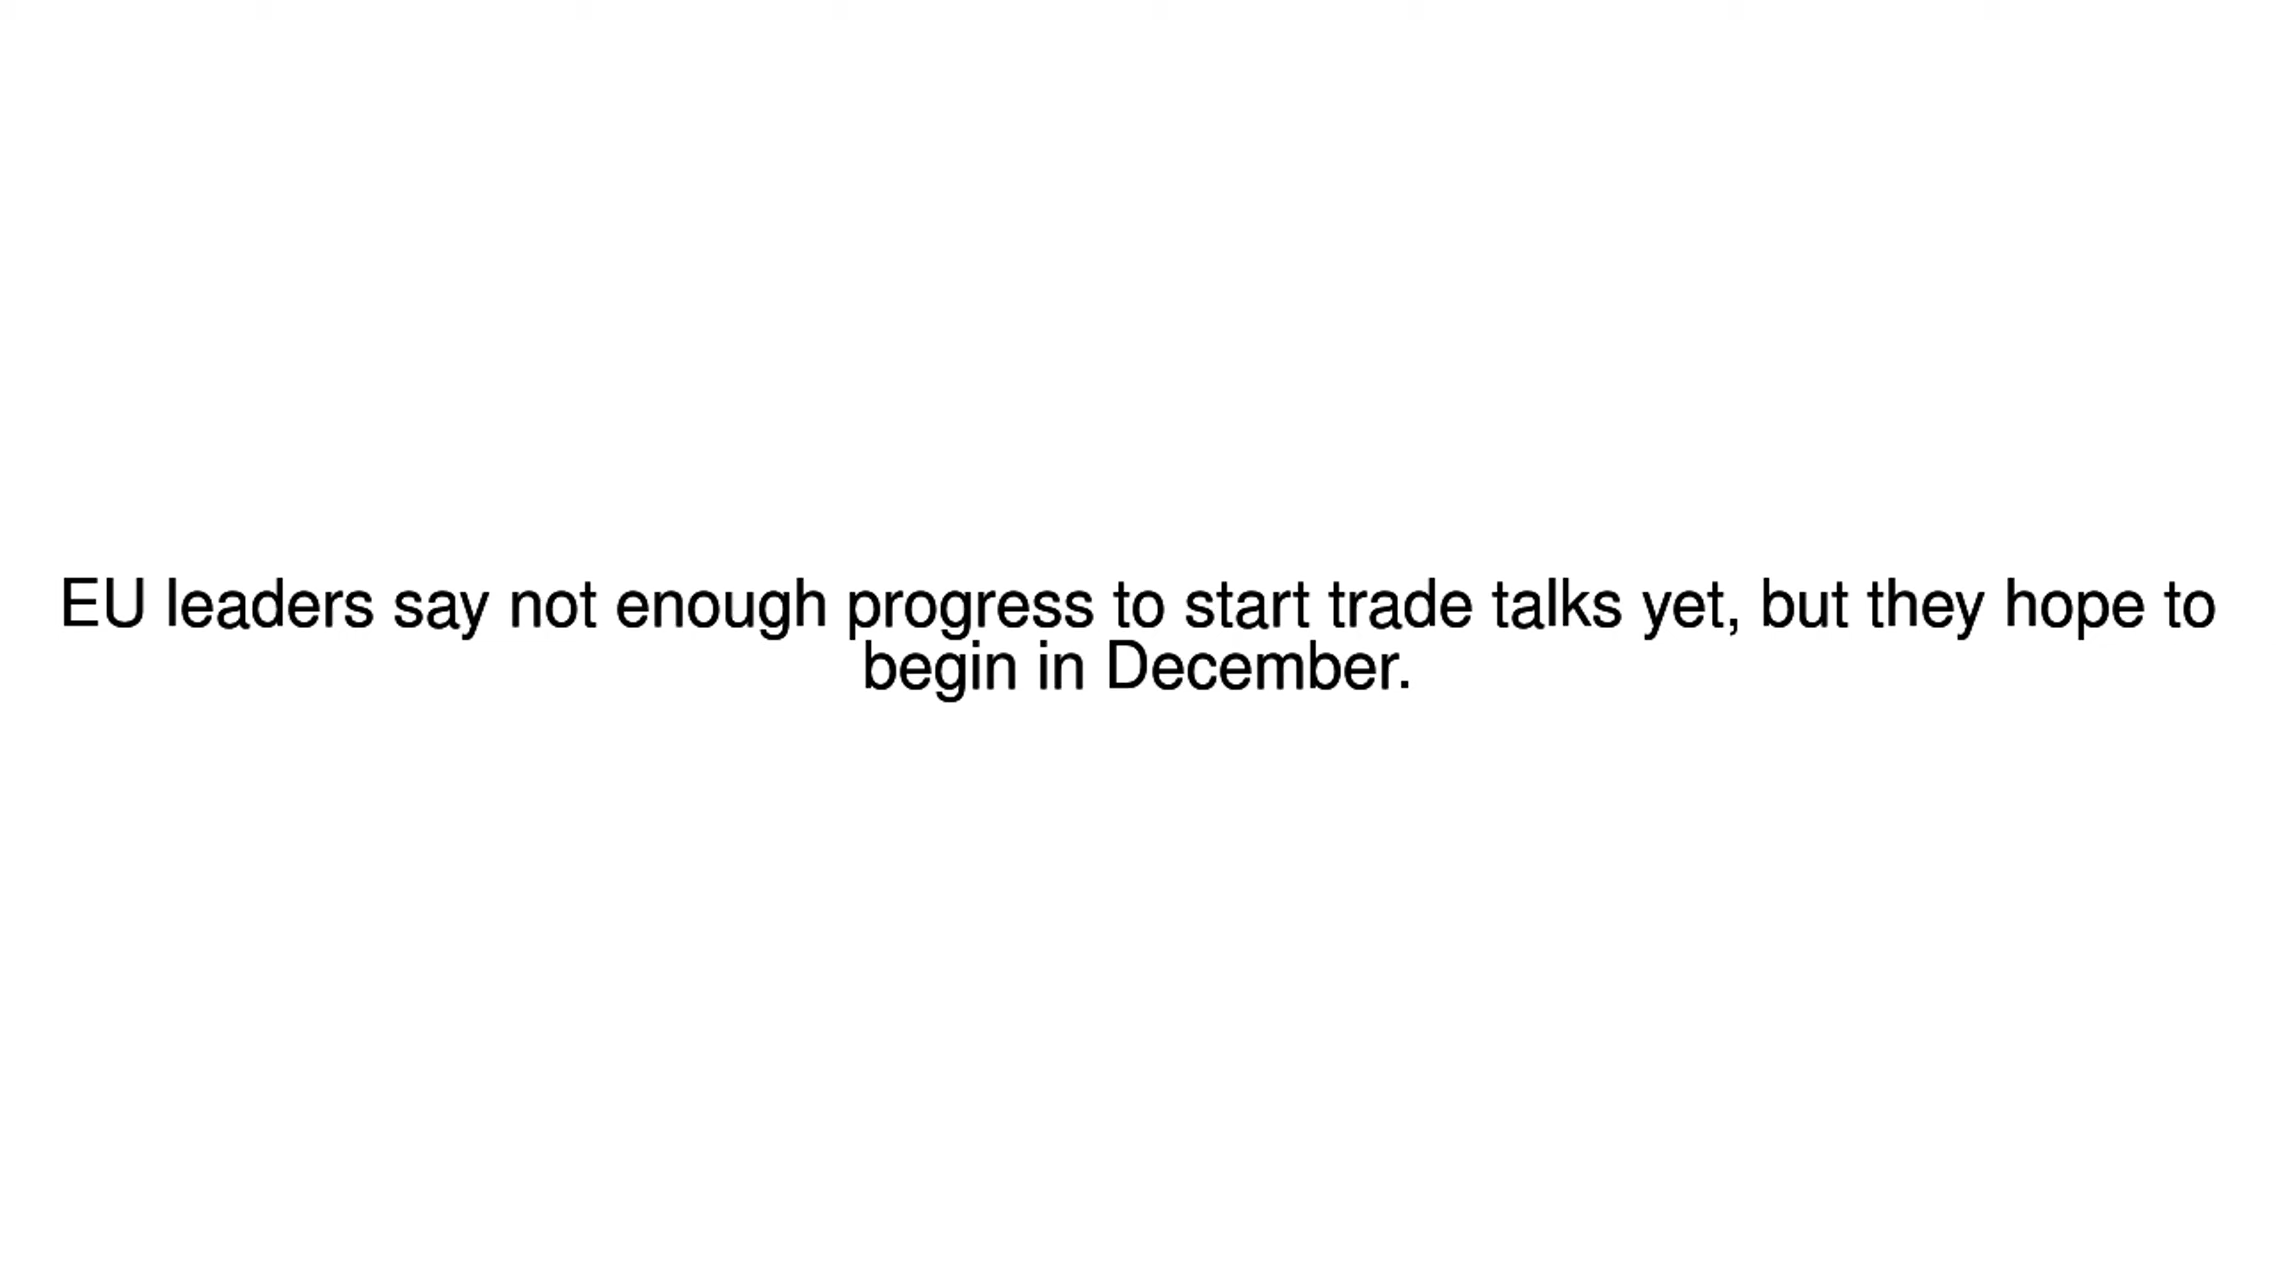 EU leaders say not enough progress to start trade talks yet, but they hope to
begin in December.